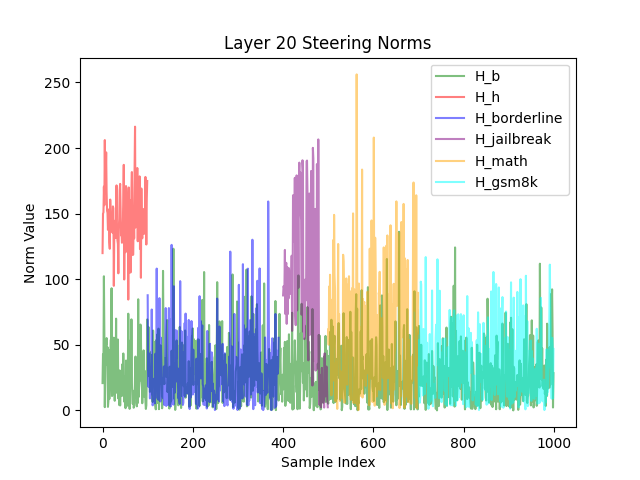 Layer 20 Steering Norms
Norm Value
250
200
150
100
50
0
H_b
H_h
H_borderline
H_jailbreak
H_math
H_gsm8k
0
200
400
600
800
1000
Sample Index